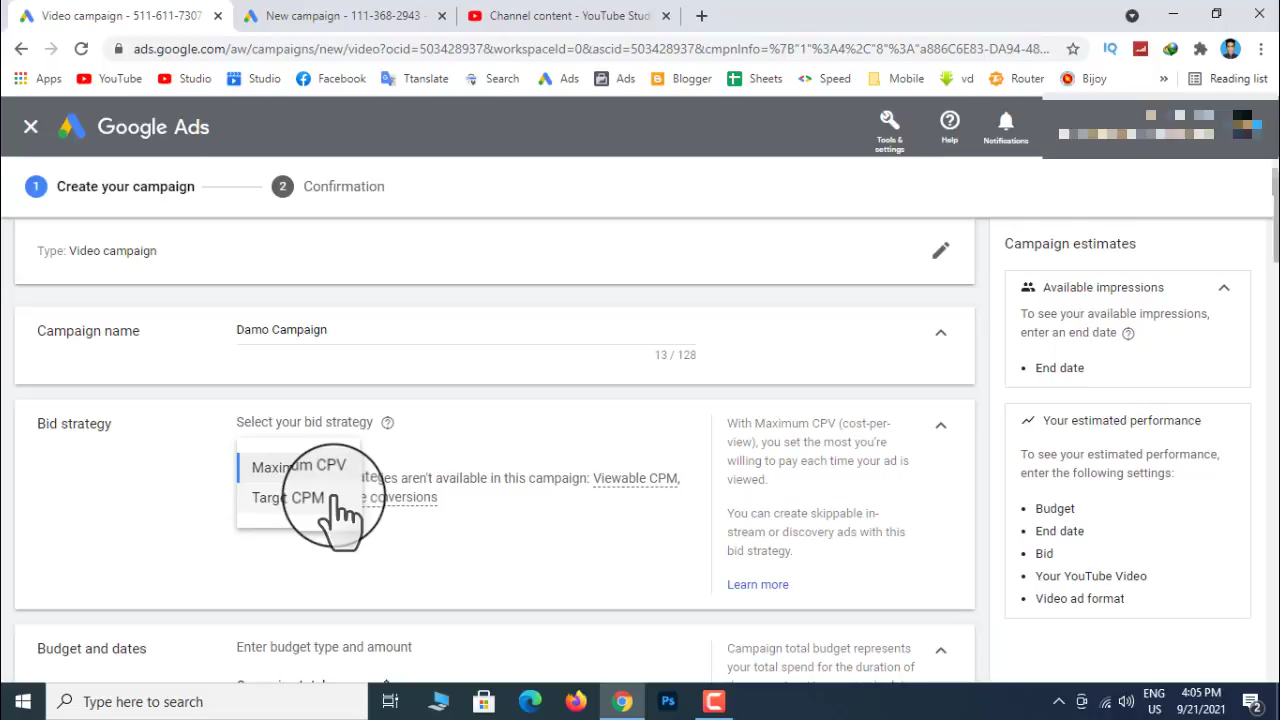 Video campaign - 511-611-7307
New campaign - 111-368-2943
Channel content - YouTube Stud
ads.google.com/aw/campaigns/new/video?ocid=503428937&workspaceId=0&ascid=503428937&cmpnInfo=%7B"1"%3A4%2C"8"%3A"a886C6E83-DA94-48...
IQ
Apps
YouTube
Studio
Studio
Facebook
Translate
Search
Ads
Ads
Blogger
Sheets
Speed
Mobile
vd
Router
Bijoy
»
Reading list
Google Ads
Tools & settings
Help
Notifications
1 Create your campaign
2 Confirmation
Type: Video campaign
Campaign name
Damo Campaign
13 / 128
Bid strategy
Select your bid strategy
Maximum CPV
Target CPM
aren't available in this campaign: Viewable CPM,
conversions
With Maximum CPV (cost-per-
view), you set the most you're
willing to pay each time your ad is
viewed.
You can create skippable in-
stream or discovery ads with this
bid strategy.
Learn more
Budget and dates
Enter budget type and amount
Campaign total budget represents
your total spend for the duration of
Campaign estimates
Available impressions
To see your available impressions,
enter an end date
• End date
Your estimated performance
To see your estimated performance,
enter the following settings:
• Budget
• End date
• Bid
• Your YouTube Video
• Video ad format
Type here to search
Ps
ENG
US
4:05 PM
9/21/2021
2